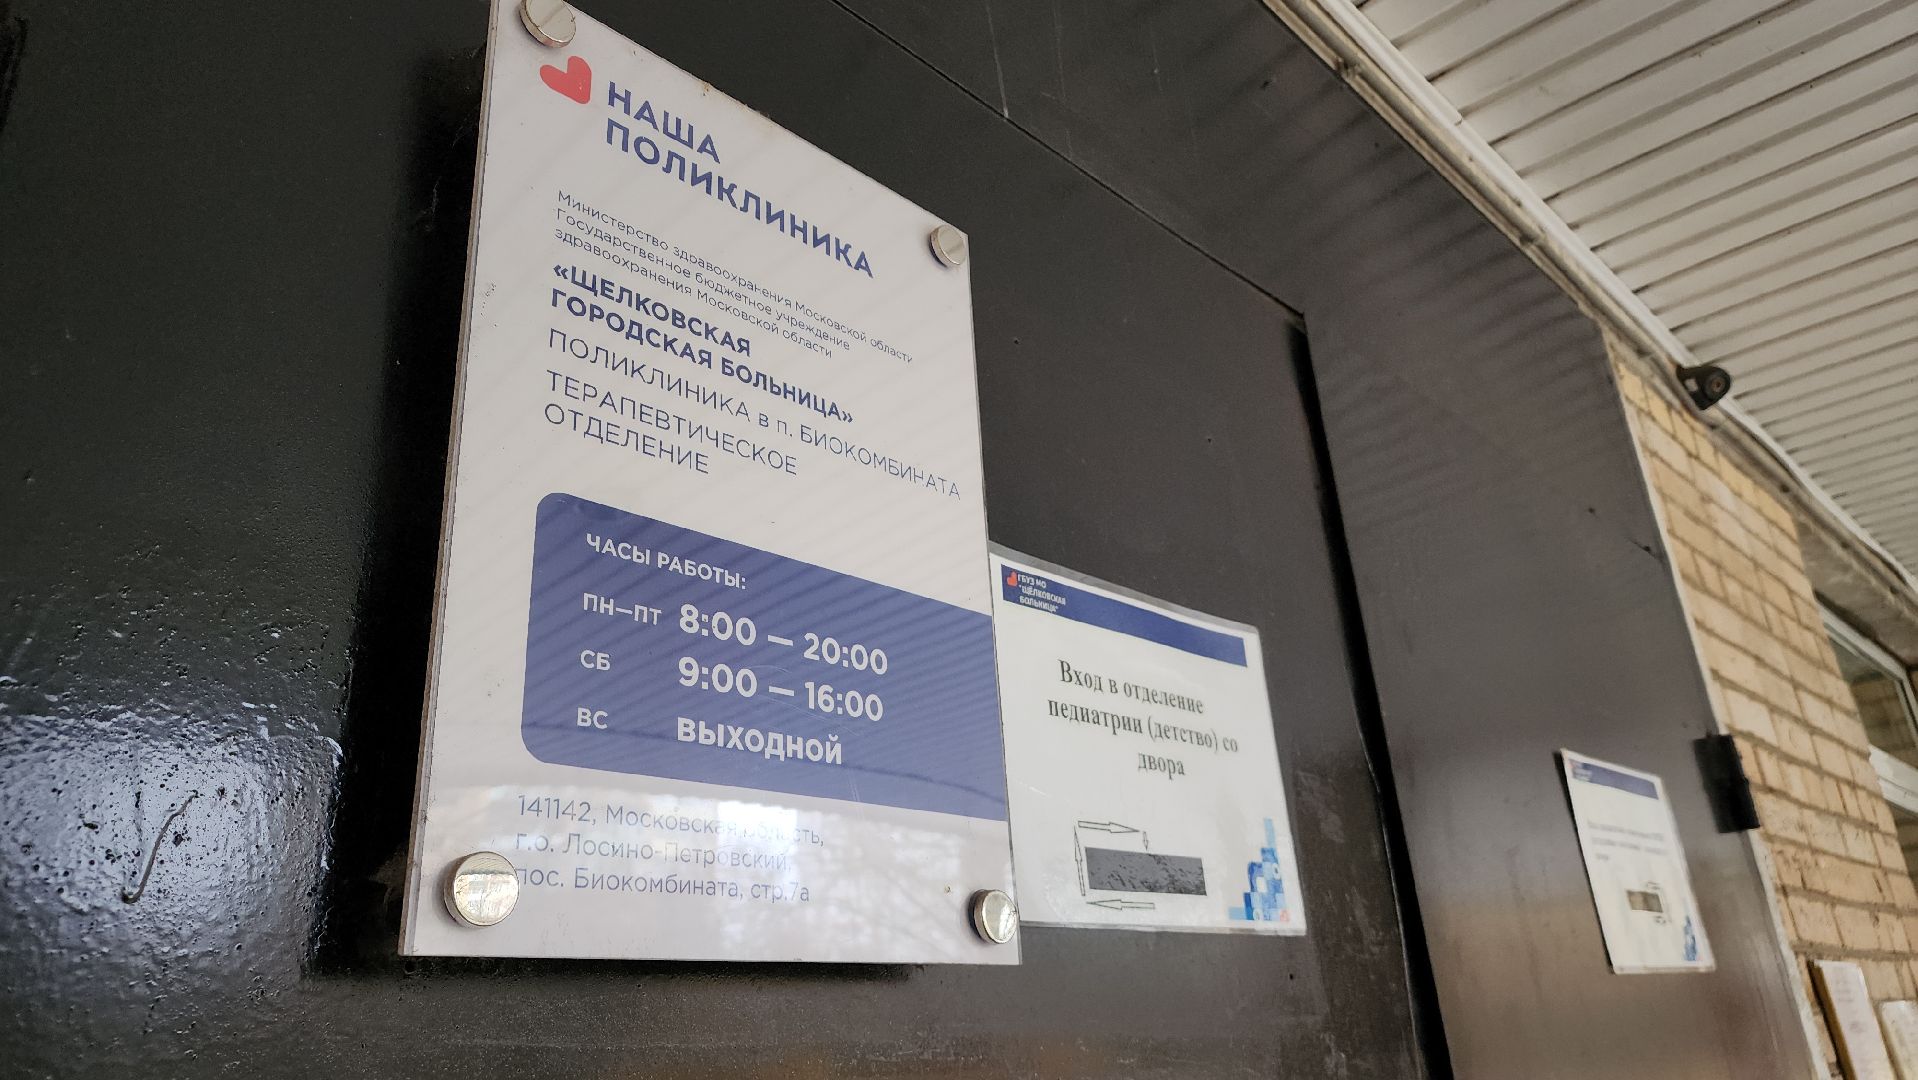 НАША
ПОЛИКЛИНИКА
Министерство здравоохранения Московской области
Государственное бюджетное учреждение
здравоохранения Московской области
«ЩЕЛКОВСКАЯ
ГОРОДСКАЯ БОЛЬНИЦА»
ПОЛИКЛИНИКА в п. БИОКОМБИНАТА
ТЕРАПЕВТИЧЕСКОЕ
ОТДЕЛЕНИЕ
ЧАСЫ РАБОТЫ:
ПН–ПТ 8:00 – 20:00
СБ 9:00 – 16:00
ВС ВЫХОДНОЙ
141142, Московская область,
г.о. Лосино-Петровский,
пос. Биокомбината, стр.7а
ГБУЗ МО
"ЩЁЛКОВСКАЯ
БОЛЬНИЦА"
Вход в отделение
педиатрии (детство) со
двора